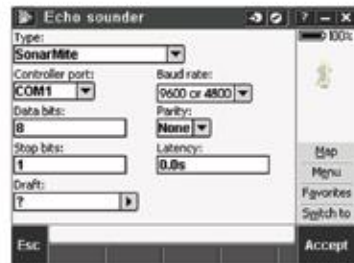 Echo sounder
? - X
Type:
100%
SonarMite
Controller port:
Baud rate:
COM1
9600 or 4800
Data bits:
Parity:
8
None
Stop bits:
Latency:
1
0.0s
Draft:
?
Map
Menu
Favorites
Switch to
Esc
Accept